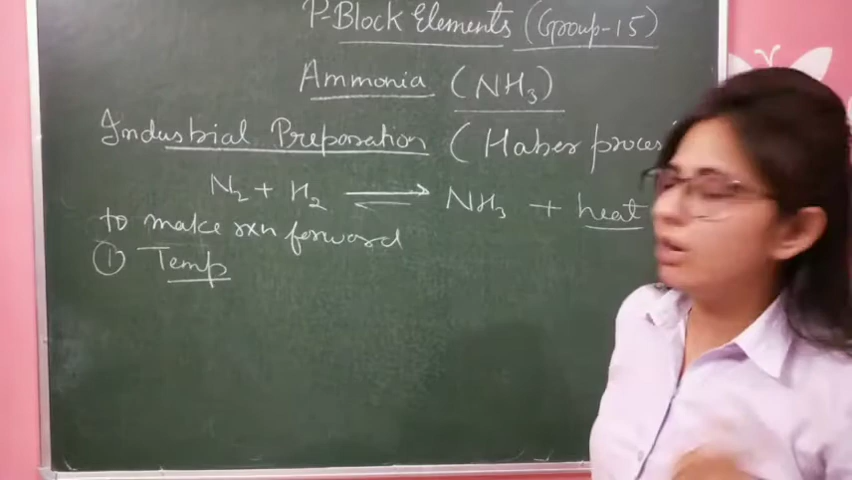 P-Block Elements (Group-15)
Ammonia (NH₃)
Industrial Preparation (Haber proces
N₂ + H₂ ⇌ NH₃ + heat
to make rxn forward
① Temp